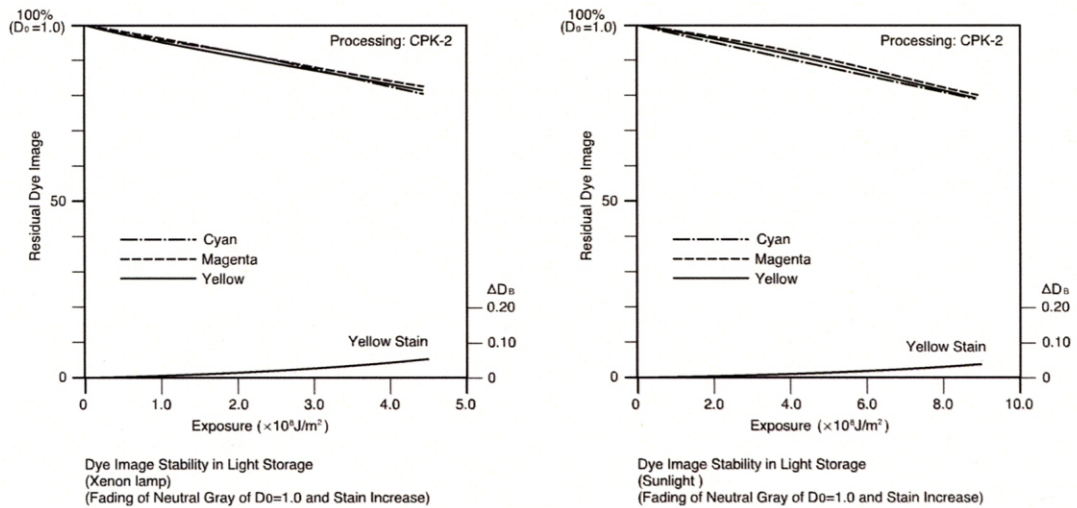 100%
(D₀=1.0)
Processing: CPK-2
Residual Dye Image
50
Cyan
Magenta
Yellow
ΔDB
0.20
0.10
0
Yellow Stain
0
0 1.0 2.0 3.0 4.0 5.0
Exposure (×10⁸J/m²)
Dye Image Stability in Light Storage
(Xenon lamp)
(Fading of Neutral Gray of D0=1.0 and Stain Increase)
100%
(D₀=1.0)
Processing: CPK-2
Residual Dye Image
50
Cyan
Magenta
Yellow
ΔDB
0.20
0.10
0
Yellow Stain
0
0 2.0 4.0 6.0 8.0 10.0
Exposure (×10⁸J/m²)
Dye Image Stability in Light Storage
(Sunlight )
(Fading of Neutral Gray of D0=1.0 and Stain Increase)